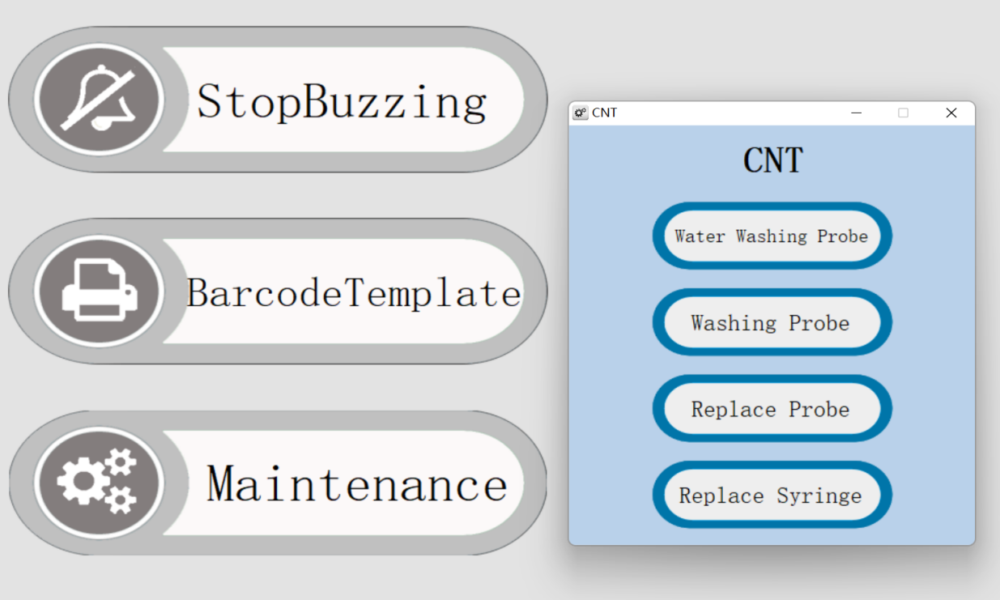 StopBuzzing
BarcodeTemplate
Maintenance
CNT
CNT
Water Washing Probe
Washing Probe
Replace Probe
Replace Syringe